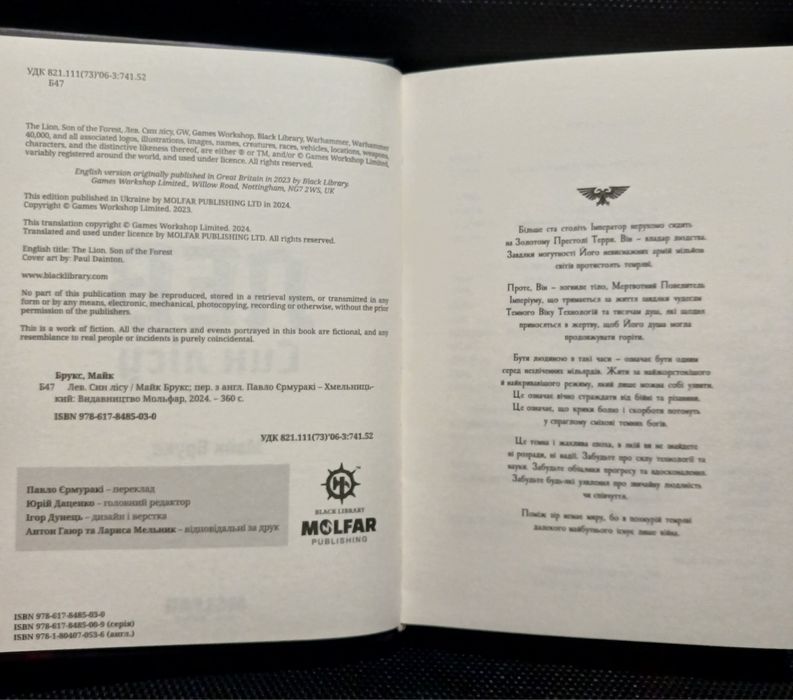 УДК 821.111(73)'06-3:741.52
Б47
The Lion, Son of the Forest, Лев. Син лісу, GW, Games Workshop, Black Library, Warhammer, Warhammer
40,000, and all associated logos, illustrations, images, names, creatures, races, vehicles, locations, weapons,
characters, and the distinctive likeness thereof, are either ® or TM, and/or © Games Workshop Limited,
variably registered around the world, and used under licence. All rights reserved.
English version originally published in Great Britain in 2023 by Black Library.
Games Workshop Limited., Willow Road, Nottingham, NG7 2WS, UK
This edition published in Ukraine by MOLFAR PUBLISHING LTD in 2024.
Copyright © Games Workshop Limited. 2023.
This translation copyright © Games Workshop Limited. 2024.
Translated and used under licence by MOLFAR PUBLISHING LTD. All rights reserved.
English title: The Lion. Son of the Forest
Cover art by: Paul Dainton.
www.blacklibrary.com
No part of this publication may be reproduced, stored in a retrieval system, or transmitted in any
form or by any means, electronic, mechanical, photocopying, recording or otherwise, without the prior
permission of the publishers.
This is a work of fiction. All the characters and events portrayed in this book are fictional, and any
resemblance to real people or incidents is purely coincidental.
Брукс, Майк
Б47 Лев. Син лісу / Майк Брукс; пер. з англ. Павло Єрмуракі – Хмельниць-
кий: Видавництво Мольфар, 2024. – 360 с.
ISBN 978-617-8485-03-0
УДК 821.111(73)'06-3:741.52
Павло Єрмуракі – переклад
Юрій Даценко – головний редактор
Ігор Дунець – дизайн і верстка
Антон Гаюр та Лариса Мельник – відповідальні за друк
BLACK LIBRARY
MOLFAR
PUBLISHING
ISBN 978-617-8485-03-0
ISBN 978-617-8485-00-9 (серія)
ISBN 978-1-80407-053-6 (англ.)
Більше ста століть Імператор нерухомо сидить
на Золотому Престолі Терри. Він – владар людства.
Завдяки могутності Його незліченних армій мільйон
світів протистоять темряві.
Проте, Він – зогниле тіло, Мертвотний Повелитель
Імперіуму, що тримається за життя завдяки чудесам
Темного Віку Технологій та тисячам душ, які щодня
приносяться в жертву, щоб Його душа могла
продовжувати горіти.
Бути людиною в такі часи – означає бути одним
серед незліченних мільярдів. Жити за найжорстокішого
й найкривавішого режиму, який лише можна собі уявити.
Це означає вічно страждати від бійні та різанини.
Це означає, що крики болю і скорботи потонуть
у спраглому сміхові темних богів.
Це темна і жахлива епоха, в якій ви не знайдете
ні розради, ні надії. Забудьте про силу технології та
науки. Забудьте обіцянки прогресу та вдосконалення.
Забудьте будь-які уявлення про звичайну людяність
чи співчуття.
Поміж зір немає миру, бо в похмурій темряві
далекого майбутнього існує лише війна.